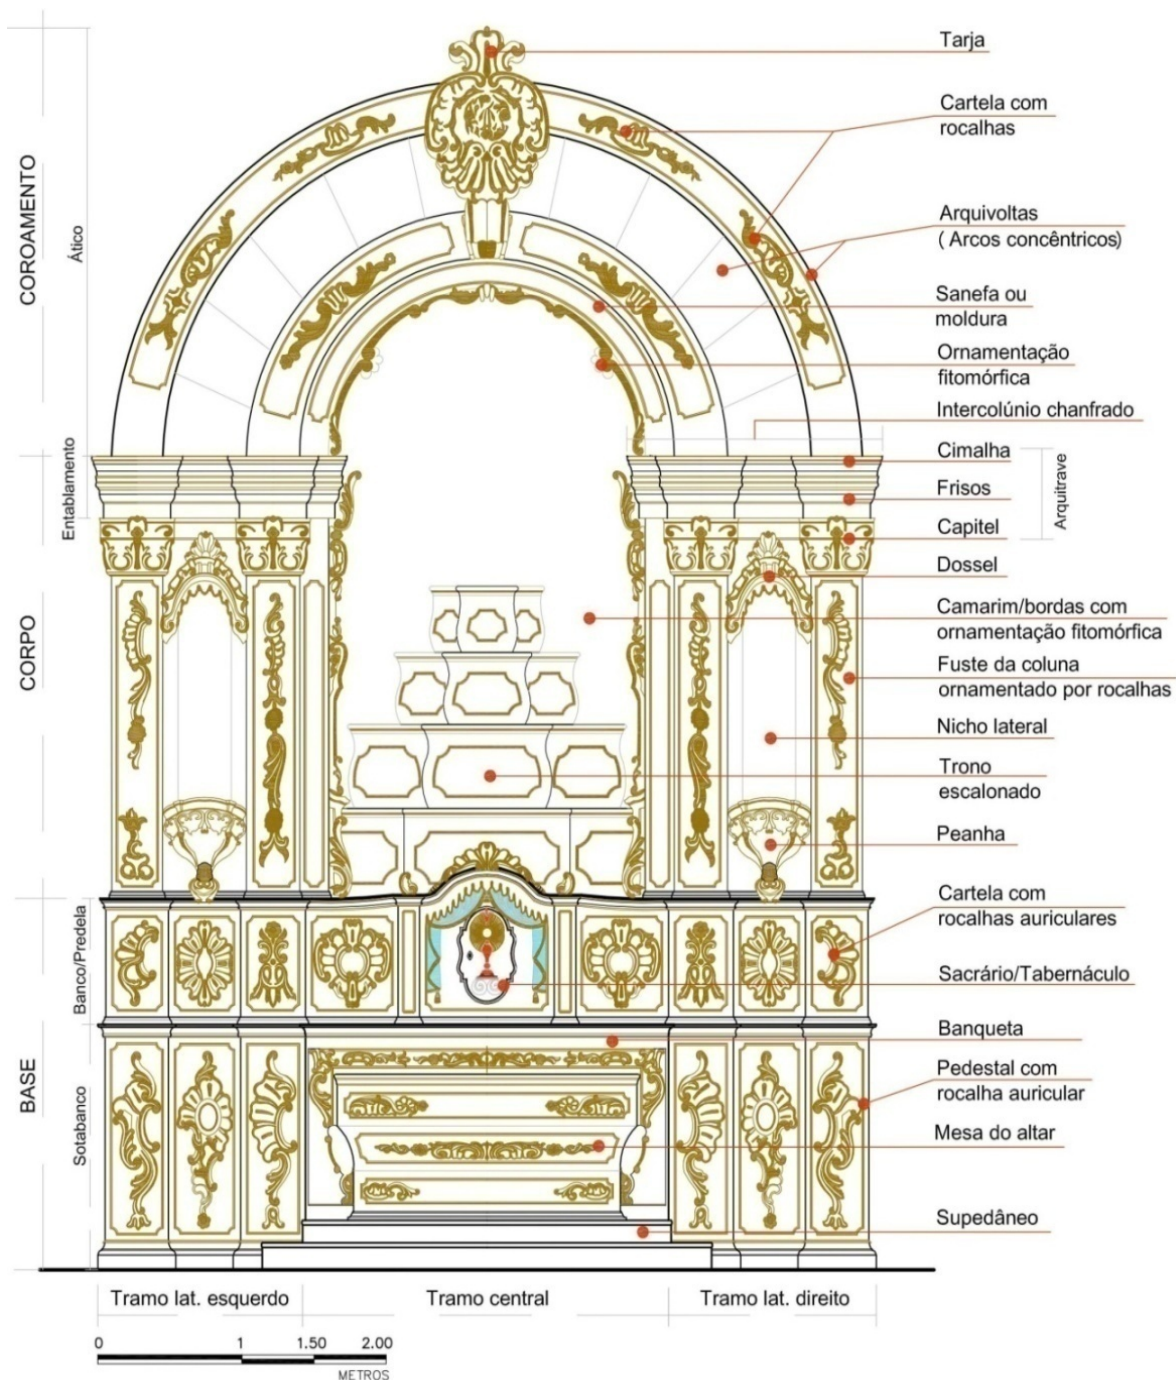 Tarja
Cartela com
rocalhas
Arquivoltas
( Arcos concêntricos)
Sanefa ou
moldura
Ornamentação
fitomórfica
Intercolúnio chanfrado
Cimalha
Frisos
Capitel
Arquitrave
Dossel
Camarim/bordas com
ornamentação fitomórfica
Fuste da coluna
ornamentado por rocalhas
Nicho lateral
Trono
escalonado
Peanha
Cartela com
rocalhas auriculares
Sacrário/Tabernáculo
Banqueta
Pedestal com
rocalha auricular
Mesa do altar
Supedâneo
COROAMENTO
Ático
Entablamento
CORPO
Banco/Predela
BASE
Sotabanco
Tramo lat. esquerdo
Tramo central
Tramo lat. direito
0 1 1.50 2.00
METROS